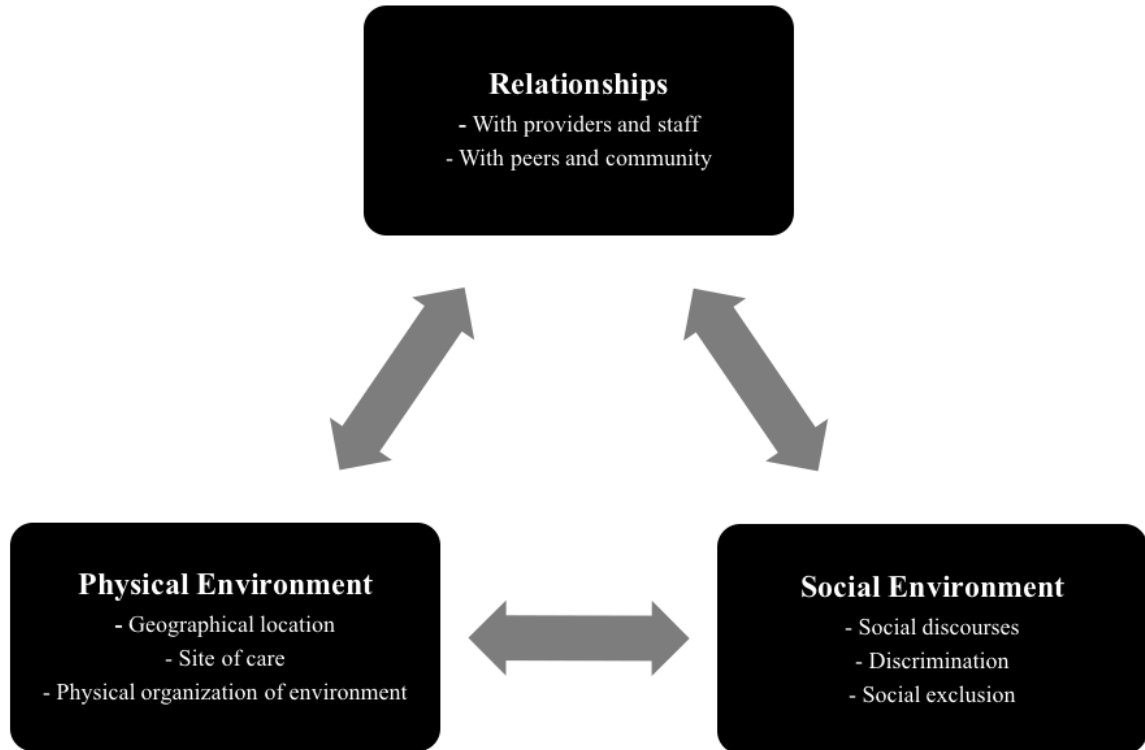 Relationships
- With providers and staff
- With peers and community
Physical Environment
- Geographical location
- Site of care
- Physical organization of environment
Social Environment
- Social discourses
- Discrimination
- Social exclusion